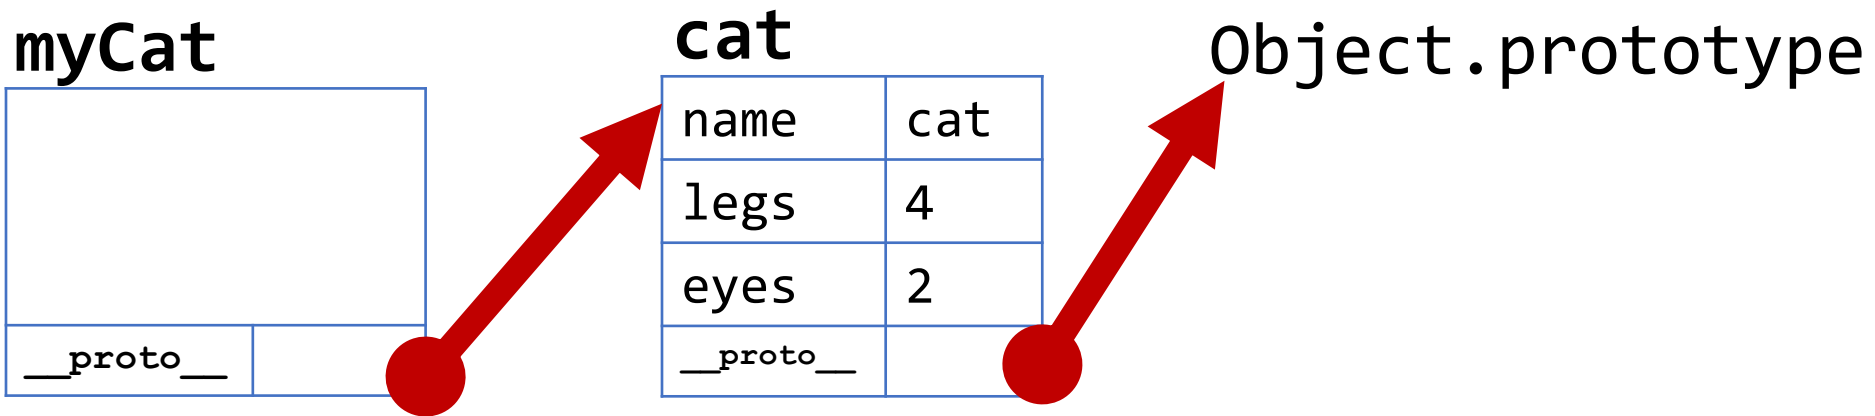 myCat
__proto__
cat
name cat
legs 4
eyes 2
__proto__
Object.prototype